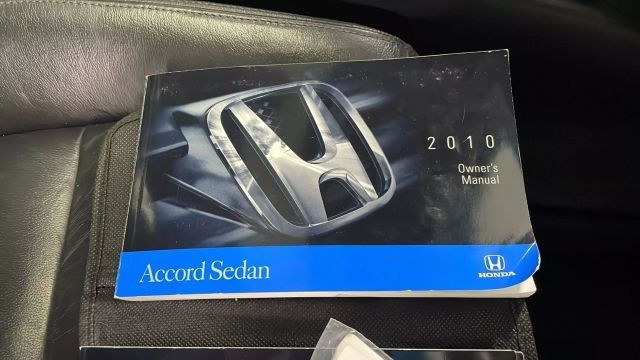 2010
Owner's
Manual
Accord Sedan
HONDA